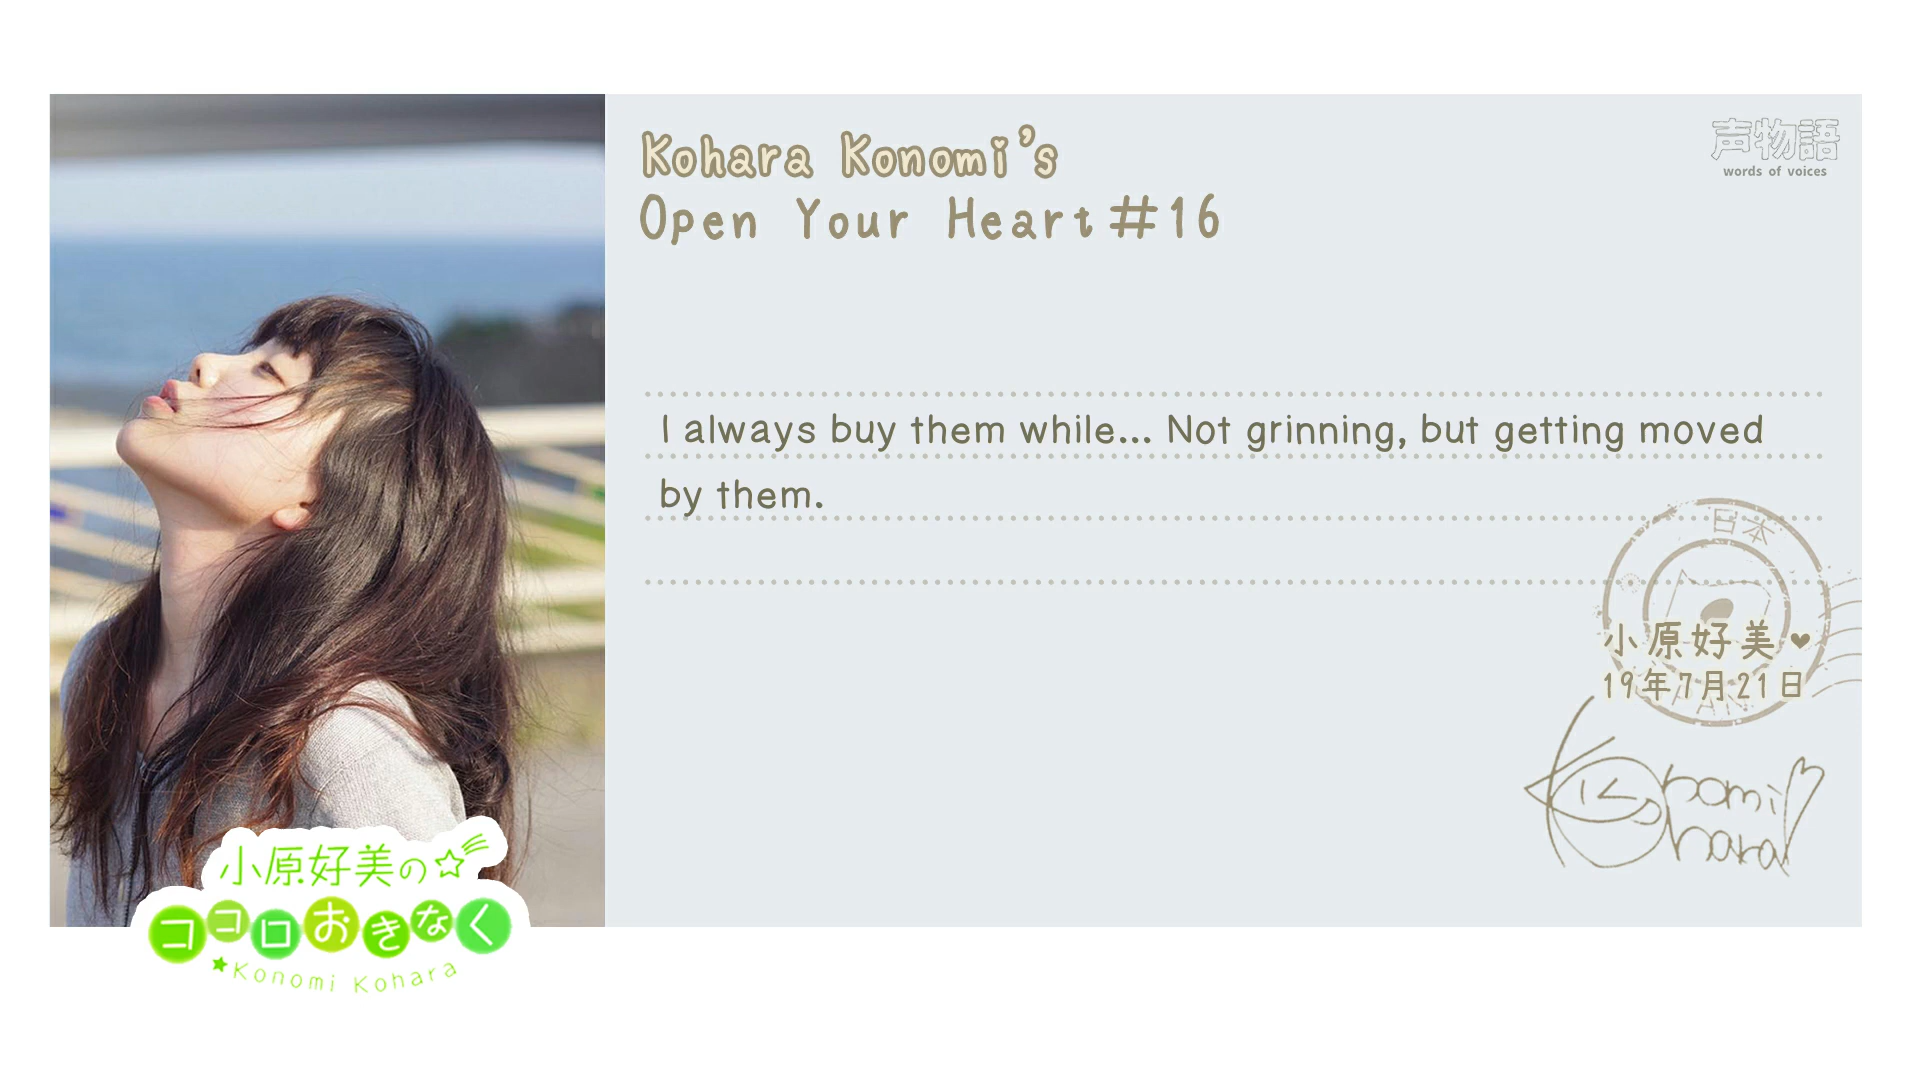 Kohara Konomi's
Open Your Heart #16
声物語
words of voices
I always buy them while... Not grinning, but getting moved
by them.
日本
小原好美❤
19年7月21日
Konomi
Kohara
小原好美の☆
ココロおきなく
★Konomi Kohara